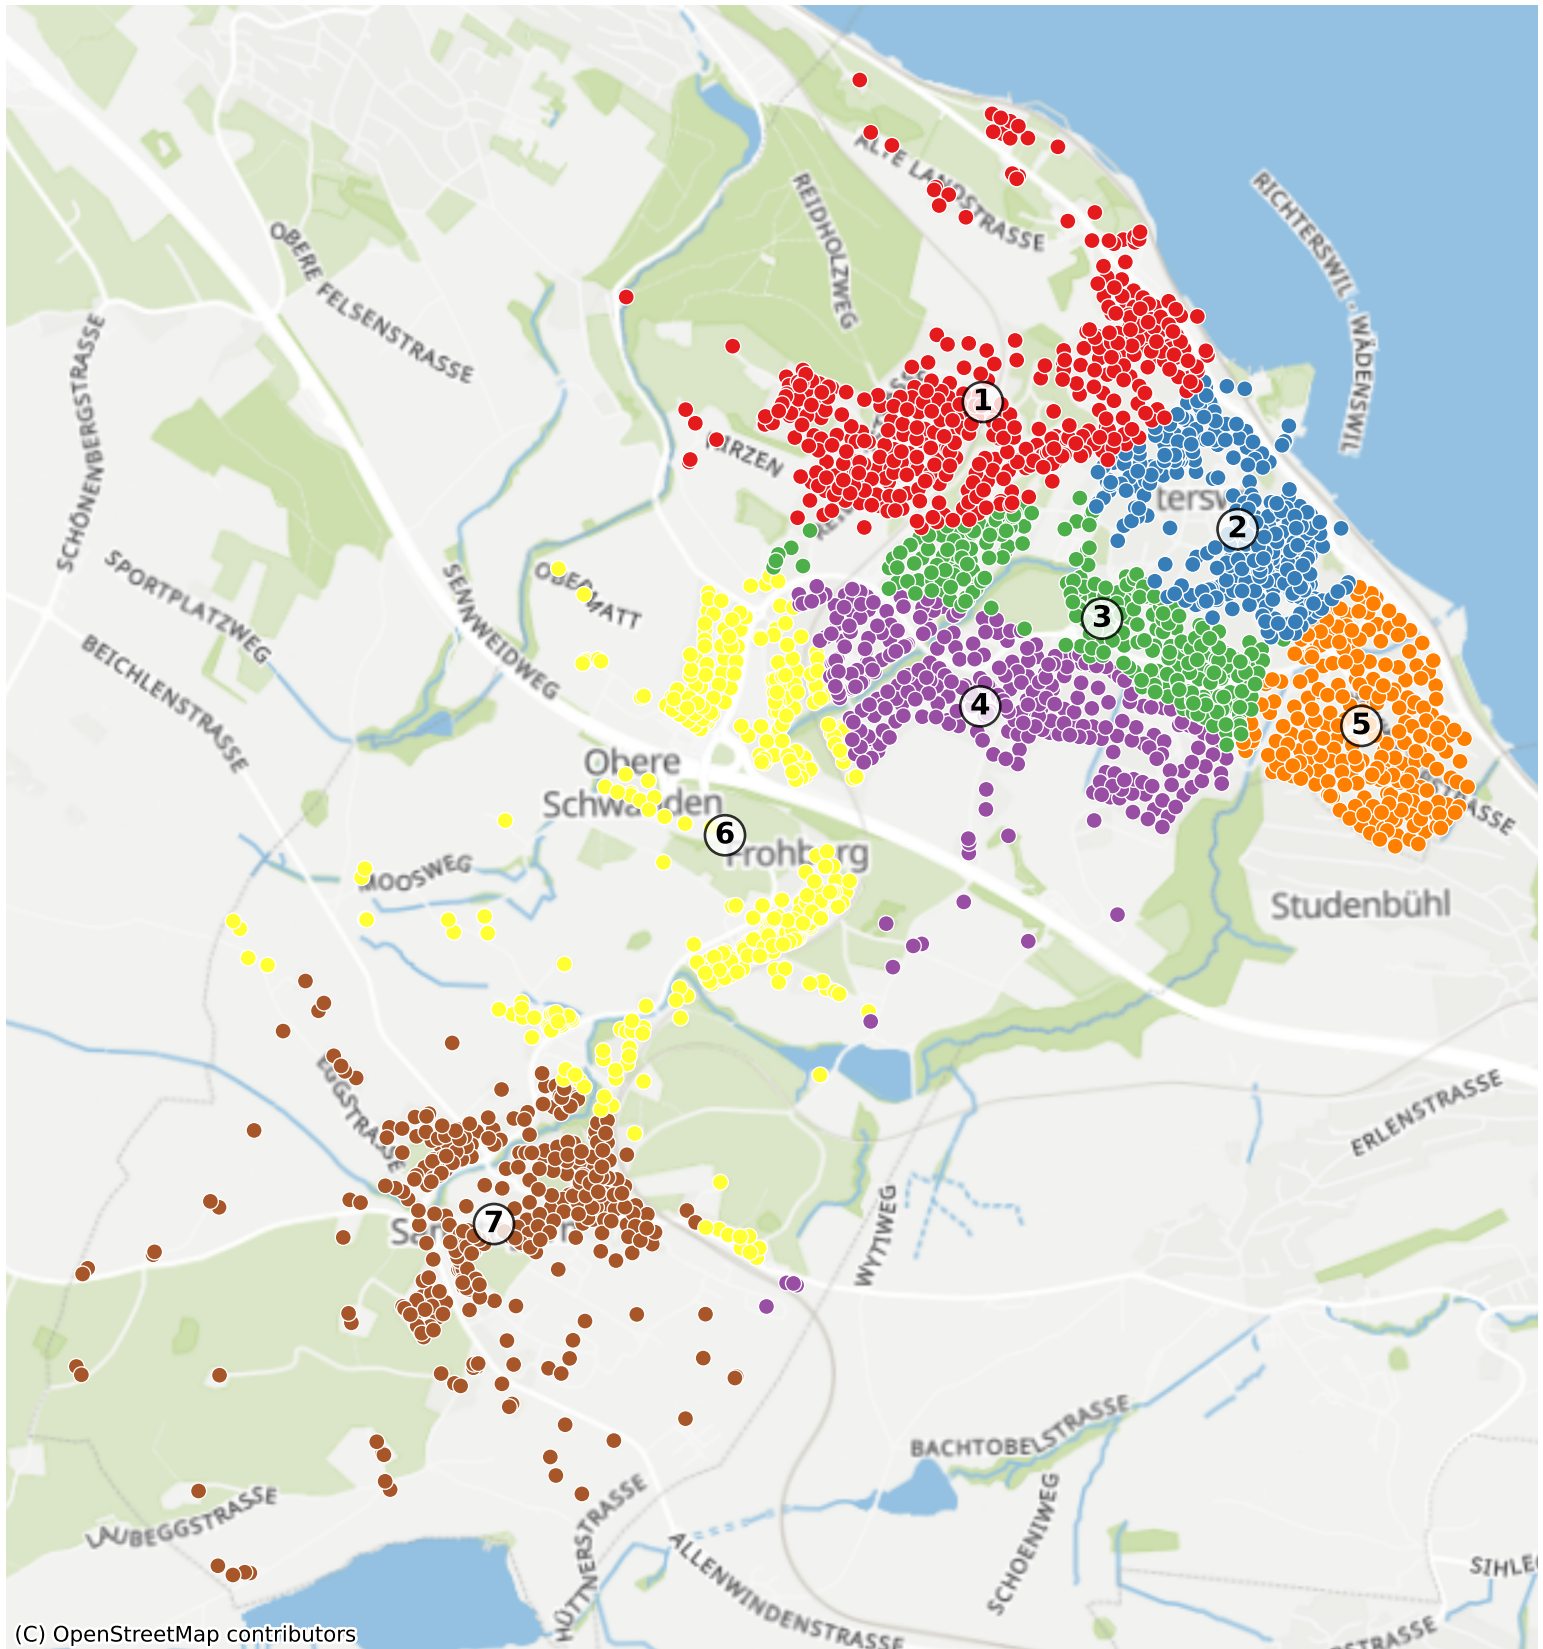 ALTE LANDSTRASSE
REIDHOLZWEG
RICHTERSWIL - WÄDENSWIL
OBERE FELSENSTRASSE
SCHÖNENBERGSTRASSE
1
2
3
4
5
6
7
SPORTPLATZWEG
SENNWEIDWEG
BEICHLENSTRASSE
Obere
Schwanden
Frohberg
Studenbühl
MOOSWEG
EGGSTRASSE
ERLENSTRASSE
WYTIWEG
BACHTOBELSTRASSE
SCHOENIWEG
HÜTTNERSTRASSE
ALLENWINDENSTRASSE
(C) OpenStreetMap contributors